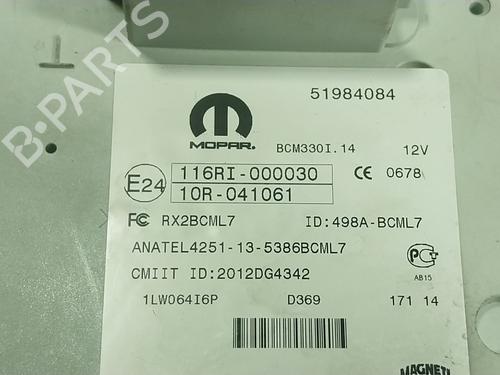 51984084
MOPAR.
BCM330I.14 12V
E24 116RI-000030 CE 0678
10R-041061
FC RX2BCML7 ID:498A-BCML7
ANATEL4251-13-5386BCML7
CMIIT ID:2012DG4342
AB15
1LW064I6P D369 171 14
MAGNETI
B-PARTS